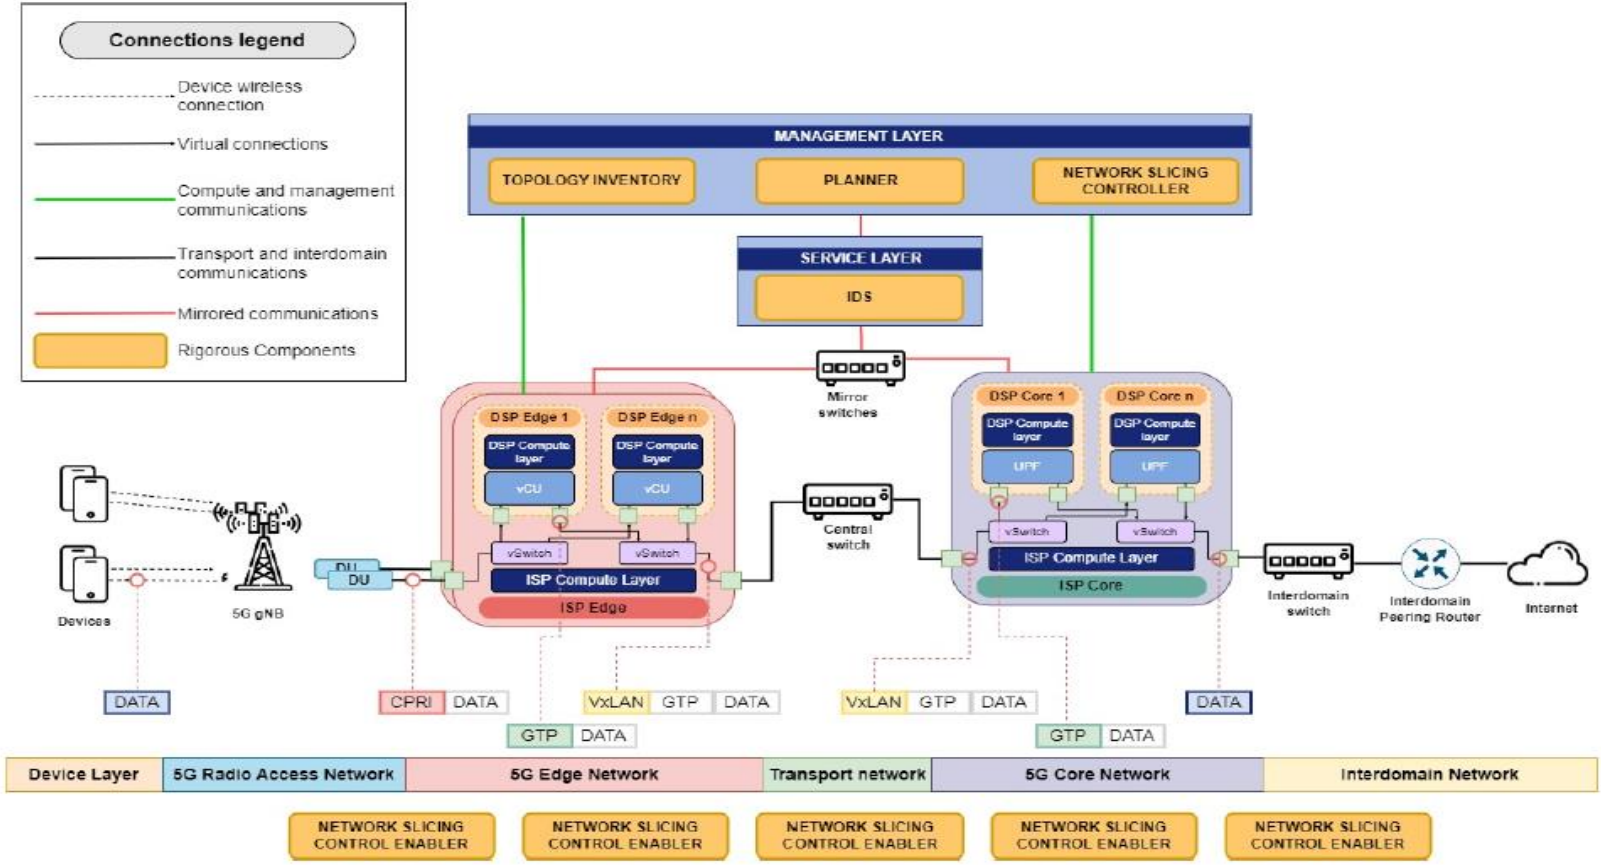 Connections legend
Device wireless
connection
Virtual connections
Compute and management
communications
Transport and interdomain
communications
Mirrored communications
Rigorous Components
MANAGEMENT LAYER
TOPOLOGY INVENTORY
PLANNER
NETWORK SLICING
CONTROLLER
SERVICE LAYER
IDS
Mirror
switches
DSP Edge 1
DSP Edge n
DSP Compute
layer
DSP Compute
layer
vCU
vCU
vSwitch
vSwitch
ISP Compute Layer
ISP Edge
DSP Core 1
DSP Core n
DSP Compute
layer
DSP Compute
layer
UPF
UPF
vSwitch
vSwitch
ISP Compute Layer
ISP Core
Central
switch
Devices
5G gNB
DU
DU
Interdomain
switch
Interdomain
Peering Router
Internet
DATA
CPRI DATA
VxLAN GTP DATA
VxLAN GTP DATA
DATA
GTP DATA
GTP DATA
Device Layer
5G Radio Access Network
5G Edge Network
Transport network
5G Core Network
Interdomain Network
NETWORK SLICING
CONTROL ENABLER
NETWORK SLICING
CONTROL ENABLER
NETWORK SLICING
CONTROL ENABLER
NETWORK SLICING
CONTROL ENABLER
NETWORK SLICING
CONTROL ENABLER